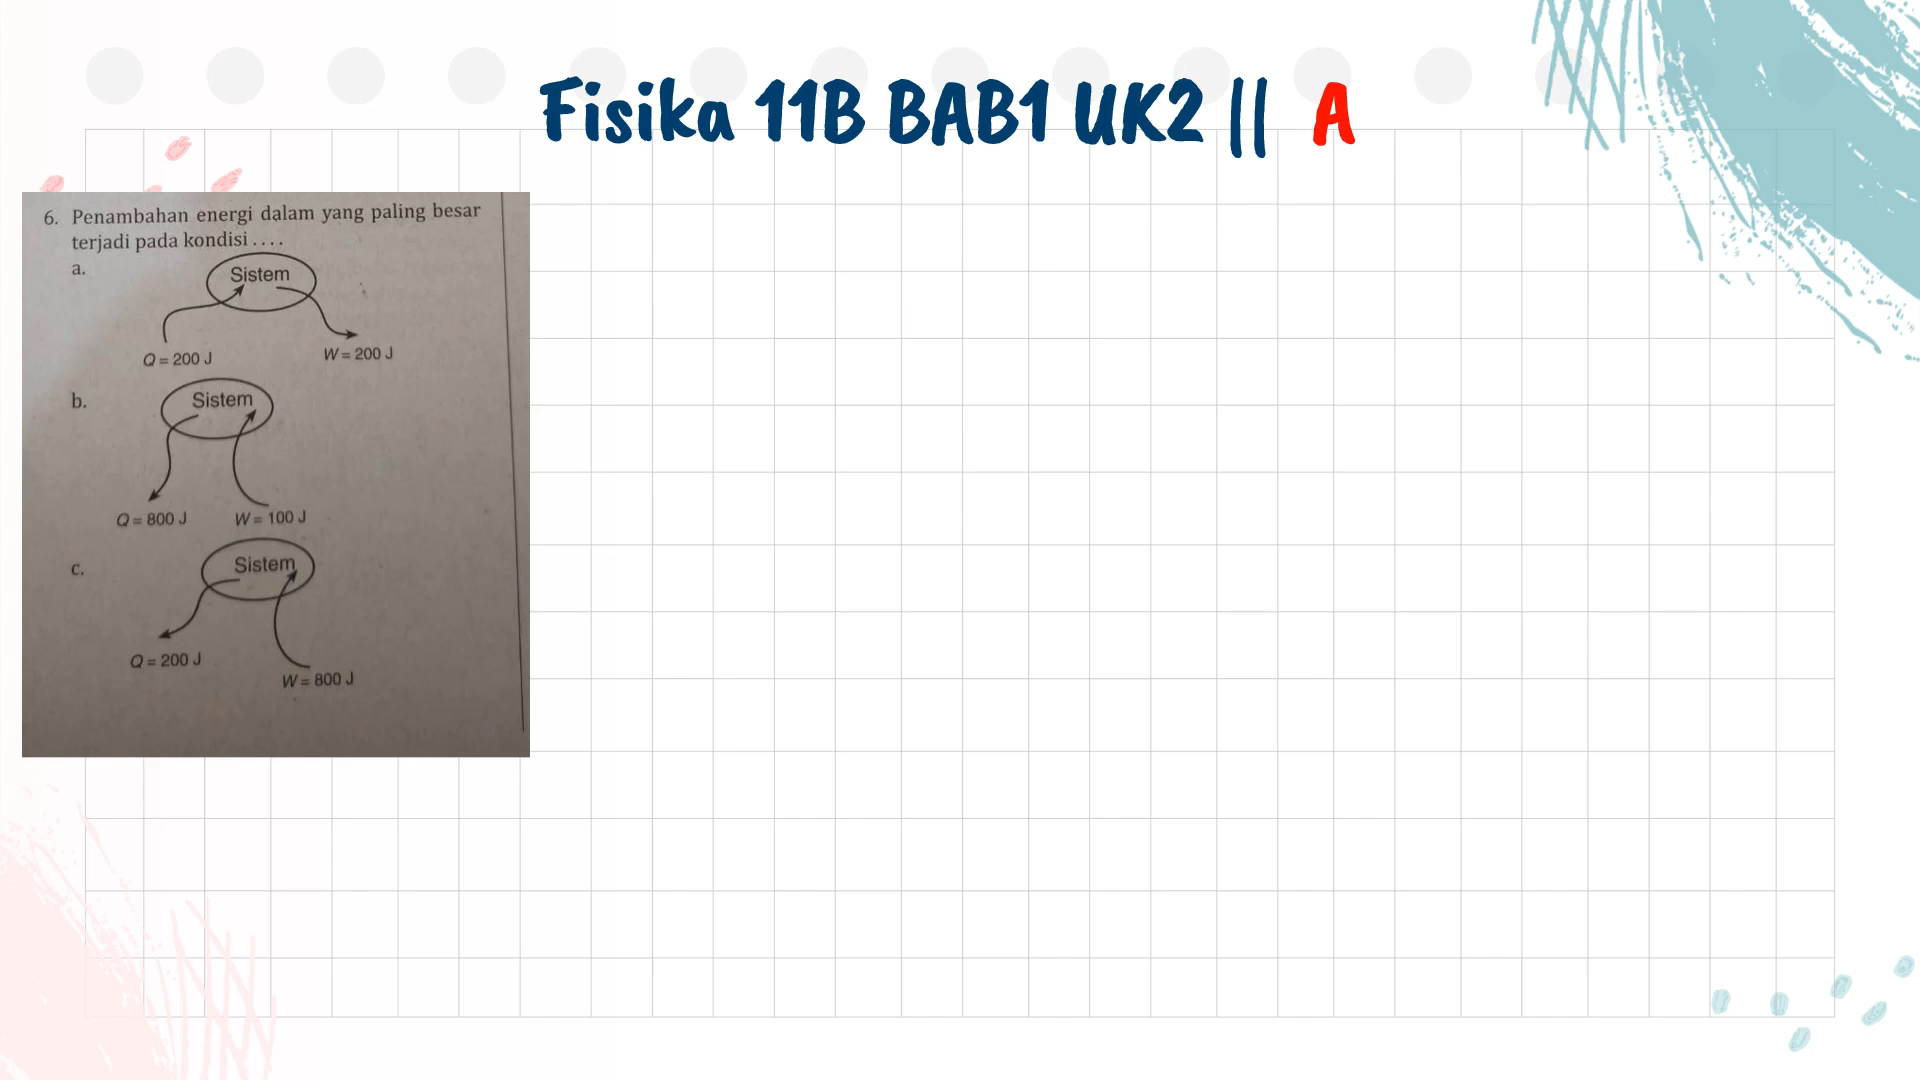 Fisika 11B BAB1 UK2 || A
6. Penambahan energi dalam yang paling besar
terjadi pada kondisi ....
a.
Sistem
Q = 200 J
W = 200 J
b.
Sistem
Q = 800 J
W = 100 J
c.
Sistem
Q = 200 J
W = 800 J